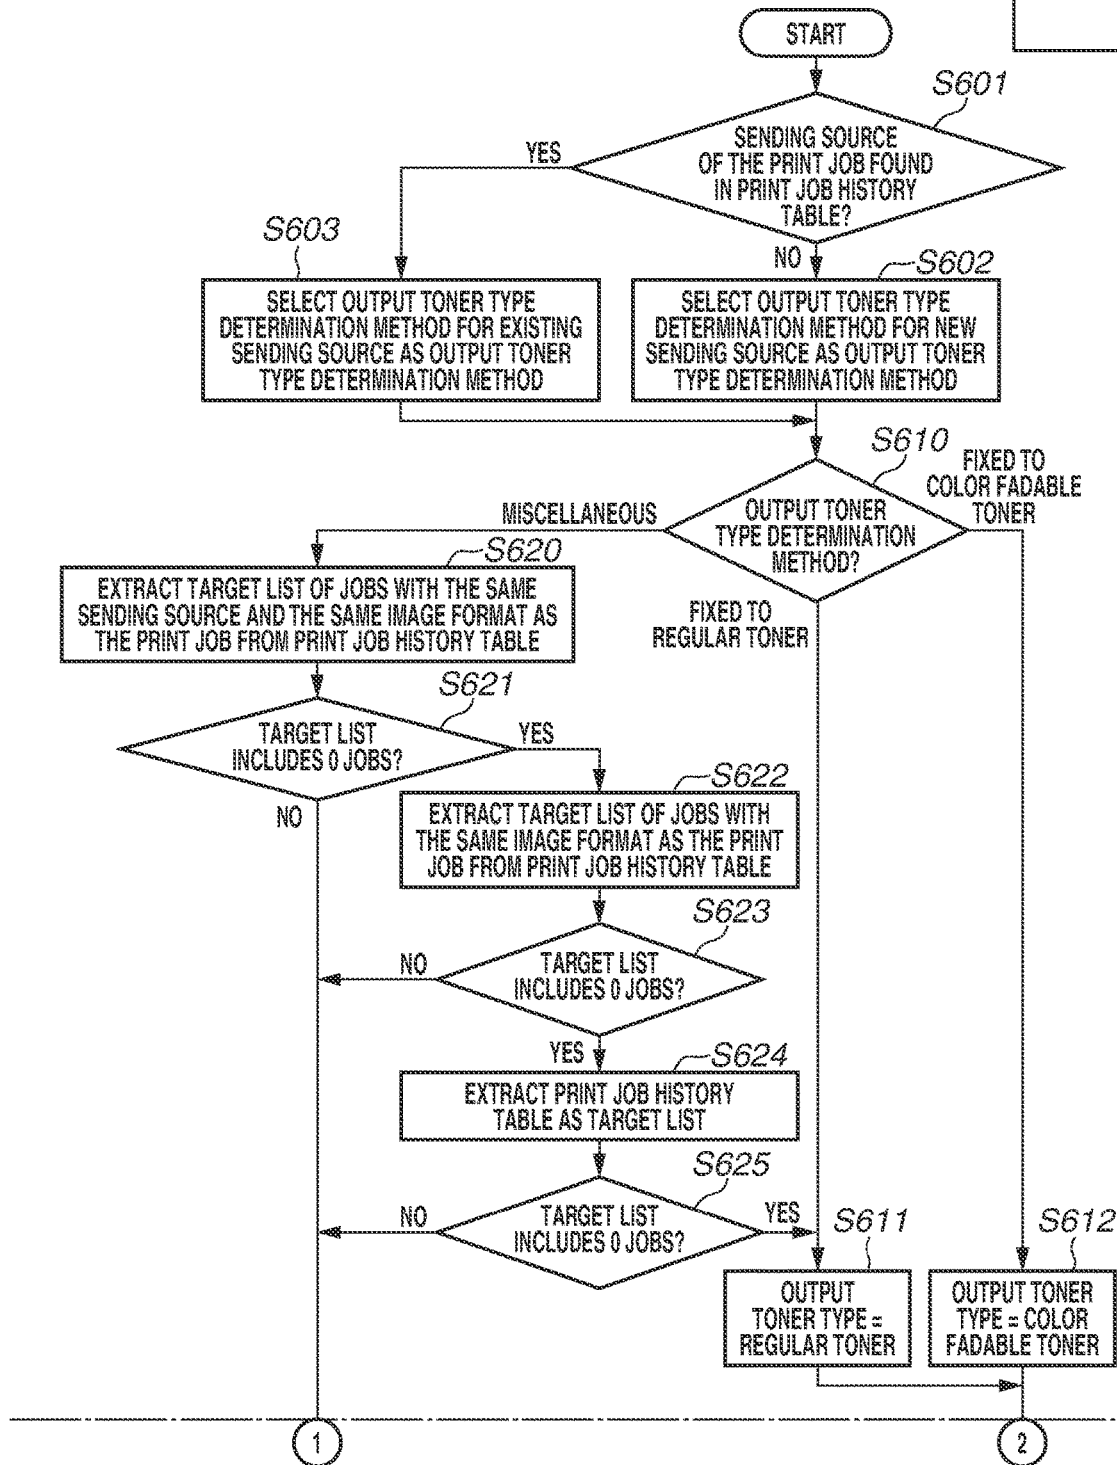 START
S601
SENDING SOURCE
OF THE PRINT JOB FOUND
IN PRINT JOB HISTORY
TABLE?
YES
NO
S603
SELECT OUTPUT TONER TYPE
DETERMINATION METHOD FOR EXISTING
SENDING SOURCE AS OUTPUT TONER
TYPE DETERMINATION METHOD
S602
SELECT OUTPUT TONER TYPE
DETERMINATION METHOD FOR NEW
SENDING SOURCE AS OUTPUT TONER
TYPE DETERMINATION METHOD
S610
OUTPUT TONER
TYPE DETERMINATION
METHOD?
FIXED TO
COLOR FADABLE
TONER
MISCELLANEOUS
FIXED TO
REGULAR TONER
S620
EXTRACT TARGET LIST OF JOBS WITH THE SAME
SENDING SOURCE AND THE SAME IMAGE FORMAT AS
THE PRINT JOB FROM PRINT JOB HISTORY TABLE
S621
TARGET LIST
INCLUDES 0 JOBS?
YES
NO
S622
EXTRACT TARGET LIST OF JOBS WITH
THE SAME IMAGE FORMAT AS THE PRINT
JOB FROM PRINT JOB HISTORY TABLE
S623
TARGET LIST
INCLUDES 0 JOBS?
NO
YES
S624
EXTRACT PRINT JOB HISTORY
TABLE AS TARGET LIST
S625
TARGET LIST
INCLUDES 0 JOBS?
NO
YES
S611
OUTPUT
TONER TYPE =
REGULAR TONER
S612
OUTPUT TONER
TYPE = COLOR
FADABLE TONER
1
2